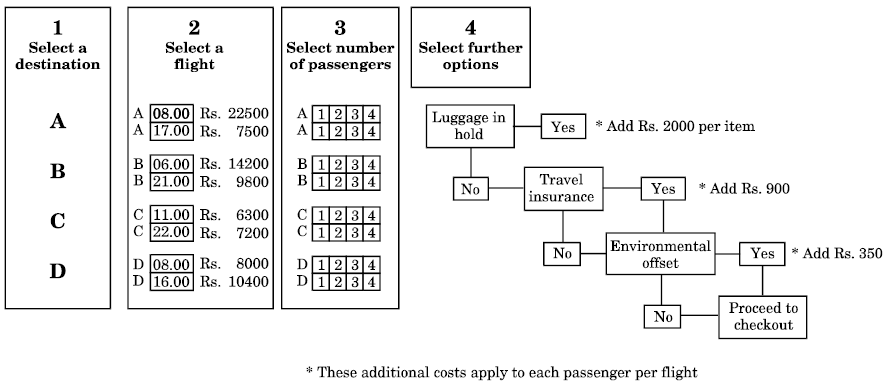 1
Select a
destination
A
B
C
D
2
Select a
flight
A 08.00 Rs. 22500
A 17.00 Rs. 7500
B 06.00 Rs. 14200
B 21.00 Rs. 9800
C 11.00 Rs. 6300
C 22.00 Rs. 7200
D 08.00 Rs. 8000
D 16.00 Rs. 10400
3
Select number
of passengers
A 1 2 3 4
A 1 2 3 4
B 1 2 3 4
B 1 2 3 4
C 1 2 3 4
C 1 2 3 4
D 1 2 3 4
D 1 2 3 4
4
Select further
options
Luggage in
hold
Yes
* Add Rs. 2000 per item
No
Travel
insurance
Yes
* Add Rs. 900
No
Environmental
offset
Yes
* Add Rs. 350
No
Proceed to
checkout
* These additional costs apply to each passenger per flight